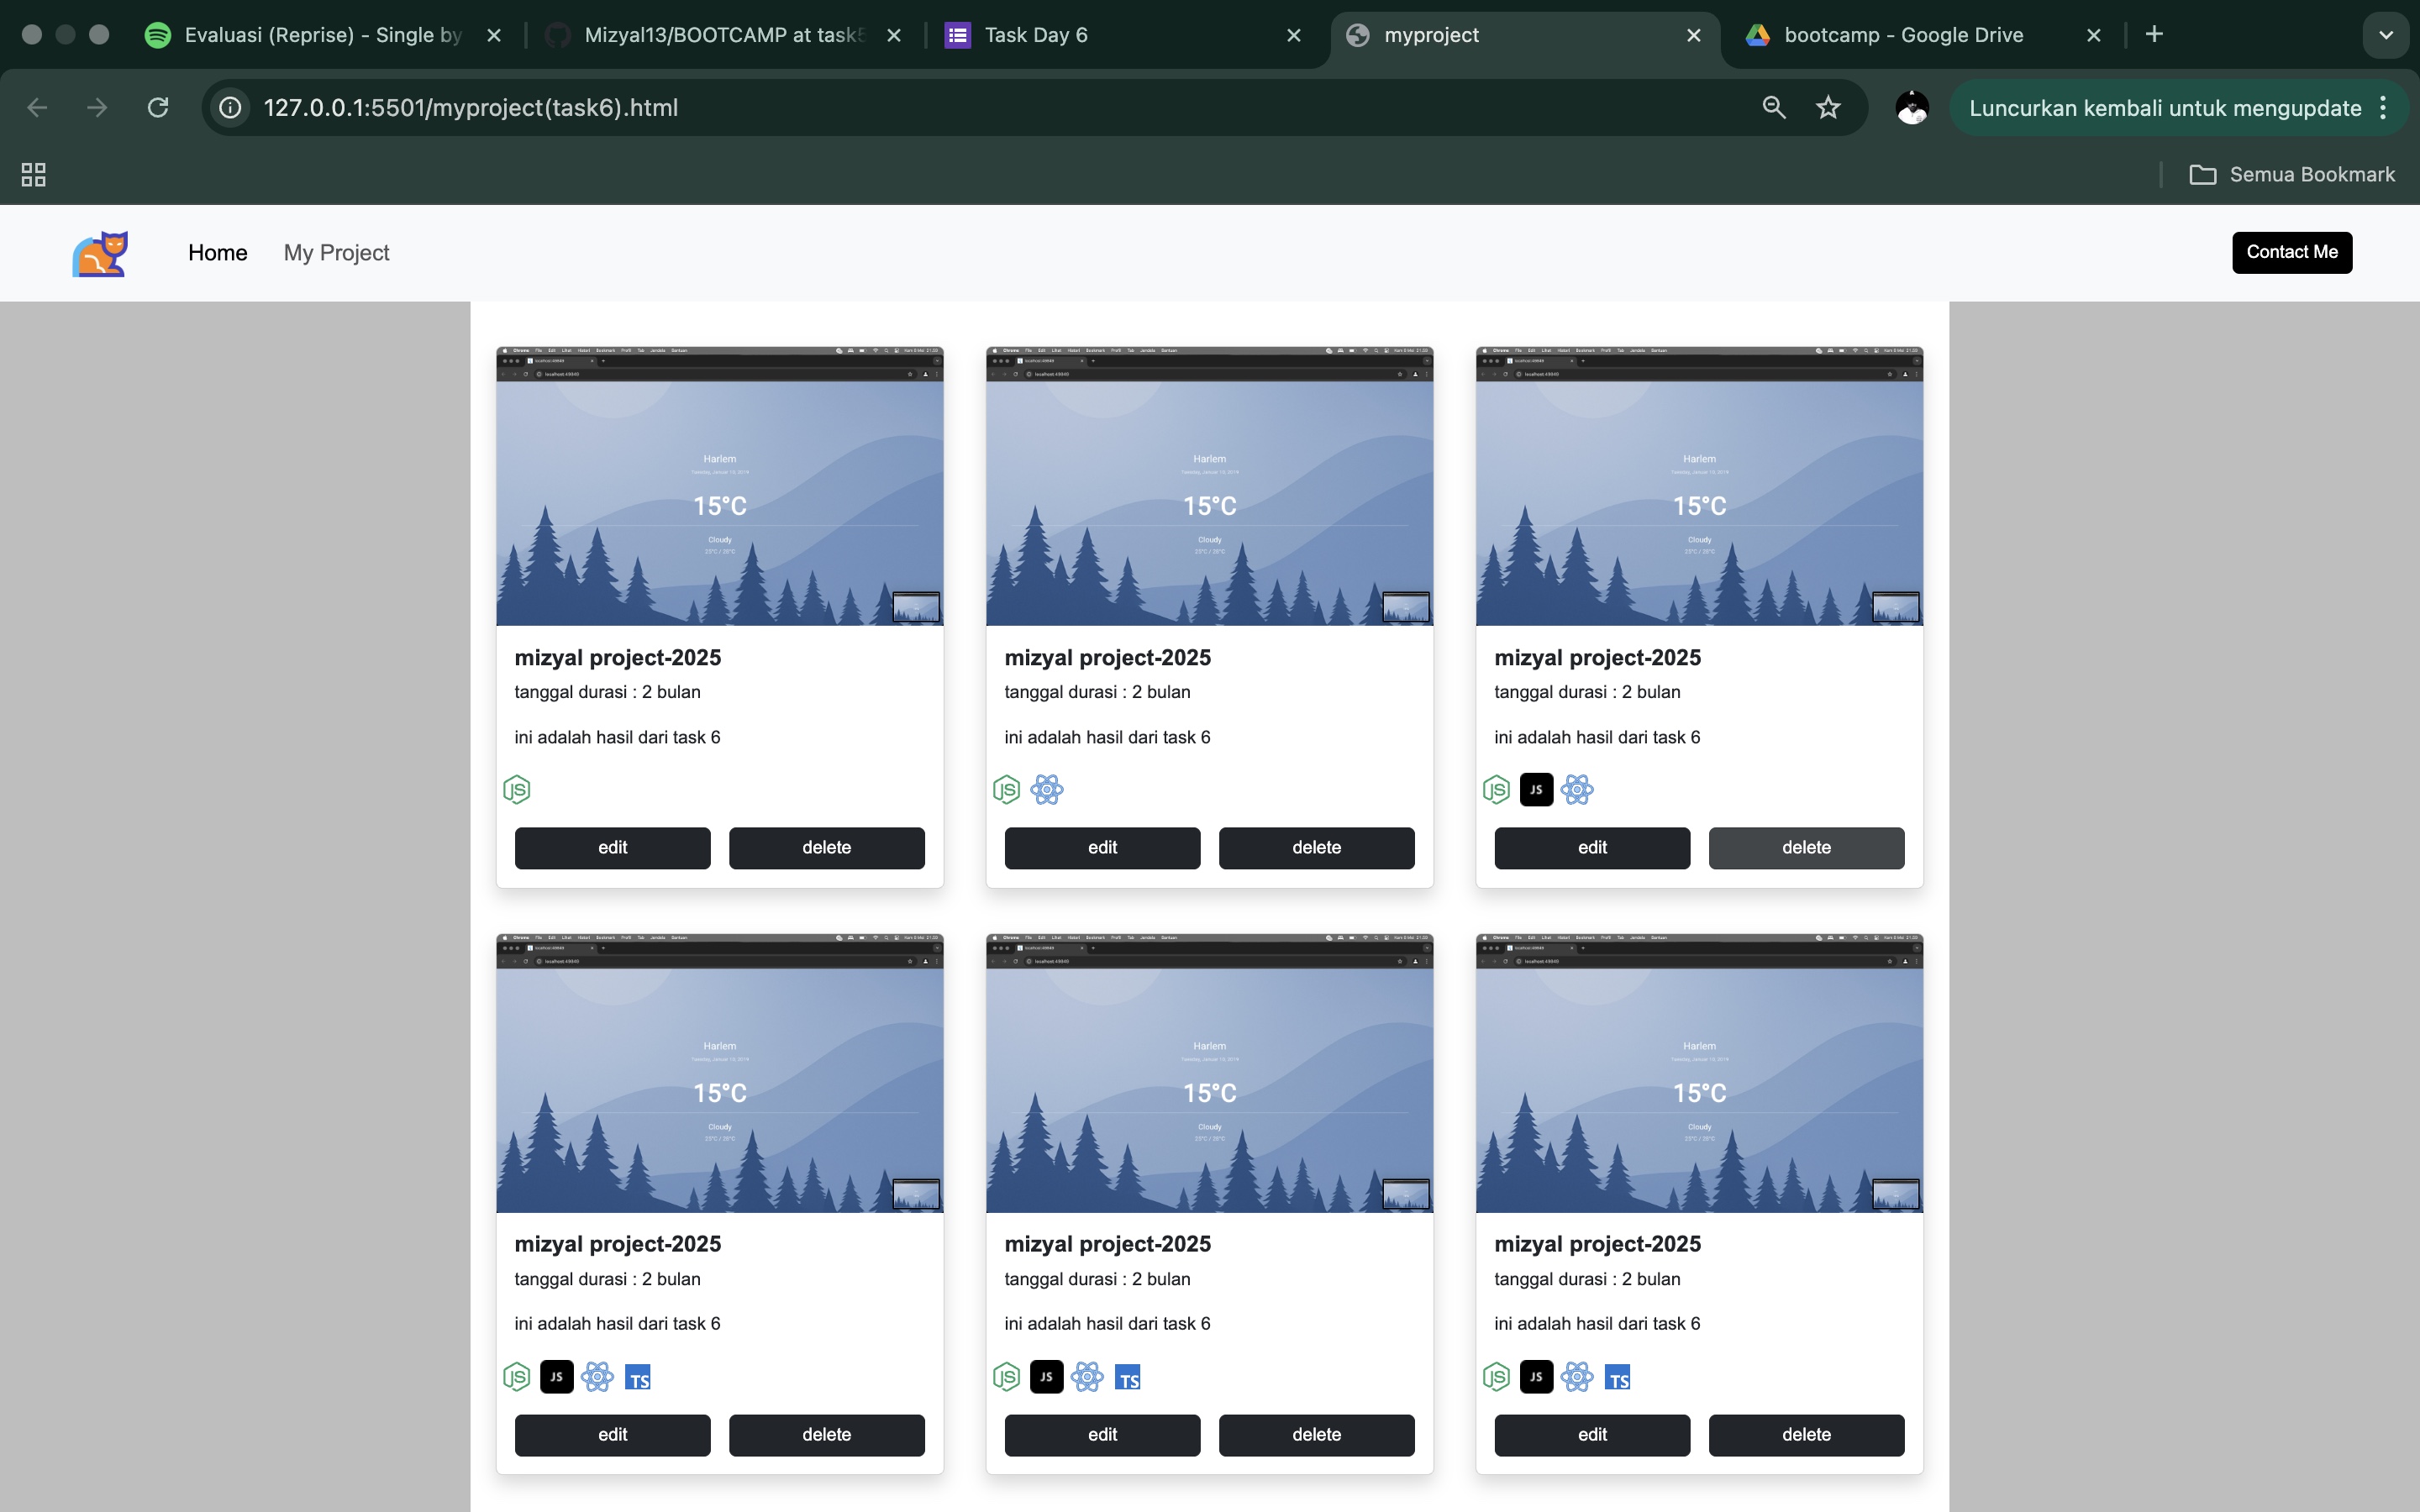 Evaluasi (Reprise) - Single by
Mizyal13/BOOTCAMP at task5
Task Day 6
myproject
bootcamp - Google Drive
127.0.0.1:5501/myproject(task6).html
Luncurkan kembali untuk mengupdate
Semua Bookmark
Home
My Project
Contact Me
Harlem
15°C
Cloudy
Harlem
15°C
Cloudy
Harlem
15°C
Cloudy
mizyal project-2025
tanggal durasi : 2 bulan
ini adalah hasil dari task 6
JS
edit
delete
mizyal project-2025
tanggal durasi : 2 bulan
ini adalah hasil dari task 6
JS
edit
delete
mizyal project-2025
tanggal durasi : 2 bulan
ini adalah hasil dari task 6
JS JS
edit
delete
Harlem
15°C
Cloudy
Harlem
15°C
Cloudy
Harlem
15°C
Cloudy
mizyal project-2025
tanggal durasi : 2 bulan
ini adalah hasil dari task 6
JS JS TS
edit
delete
mizyal project-2025
tanggal durasi : 2 bulan
ini adalah hasil dari task 6
JS JS TS
edit
delete
mizyal project-2025
tanggal durasi : 2 bulan
ini adalah hasil dari task 6
JS JS TS
edit
delete